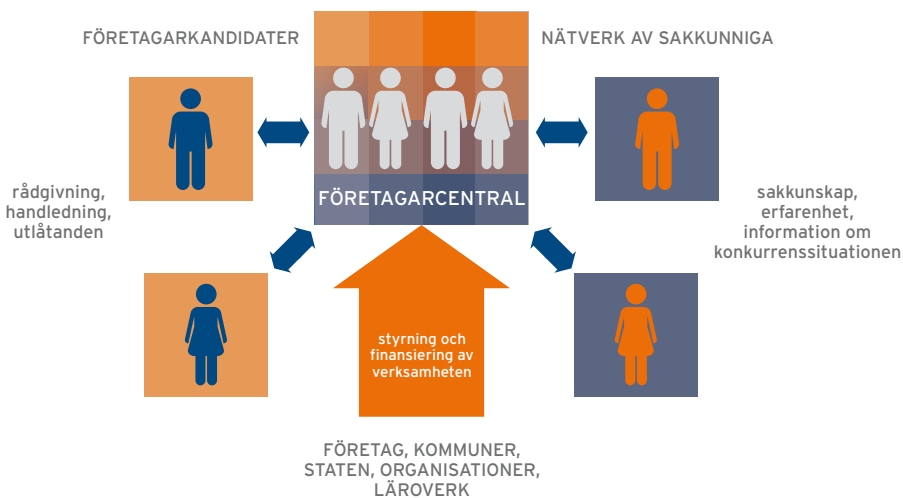 FÖRETAGARKANDIDATER
NÄTVERK AV SAKKUNNIGA
rådgivning,
handledning,
utlåtanden
FÖRETAGARCENTRAL
sakkunskap,
erfarenhet,
information om
konkurrenssituationen
styrning och
finansiering av
verksamheten
FÖRETAG, KOMMUNER,
STATEN, ORGANISATIONER,
LÄROVERK